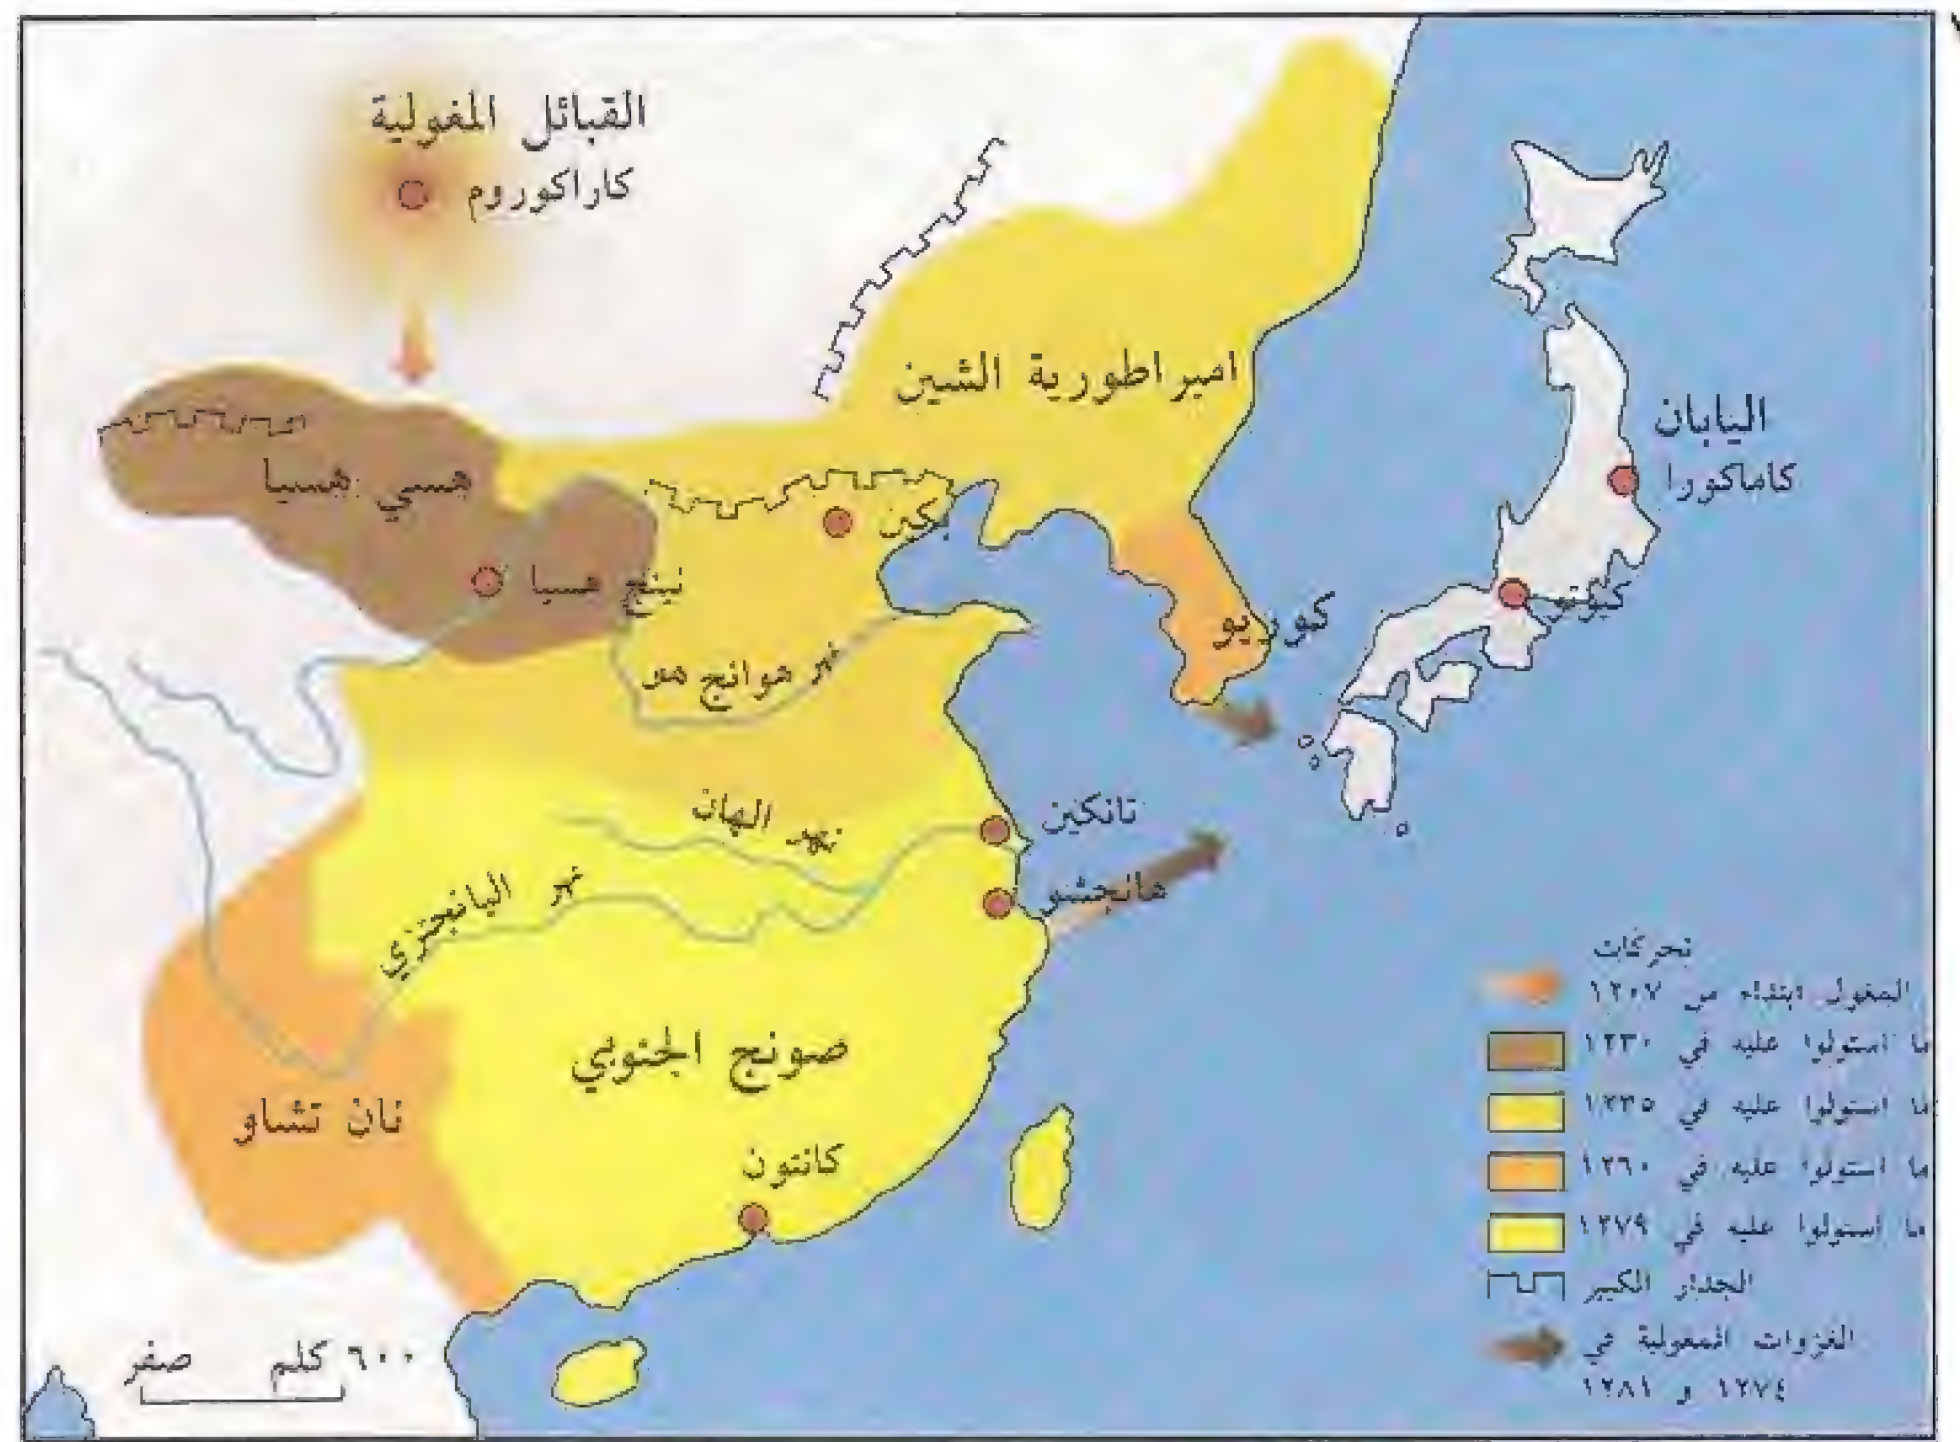 القبائل المغولية
كاراكوروم
امبراطورية الشين
اليابان
كاماكورا
هسي هسيا
بكين
نينج هسيا
كيوتو
كوريو
نهر هوانج هو
نهر الهان
نانكين
هانجتشو
نهر اليانجتزي
صونج الجنوبي
نان تشاو
كانتون
تحركات
المغول ابتداء من ١٢٠٧
ما استولوا عليه في ١٢٣٠
ما استولوا عليه في ١٢٣٥
ما استولوا عليه في ١٢٦٠
ما استولوا عليه في ١٢٧٩
الجدار الكبير
الغزوات المغولية في
١٢٧٤ و ١٢٨١
صفر ٦٠٠ كلم